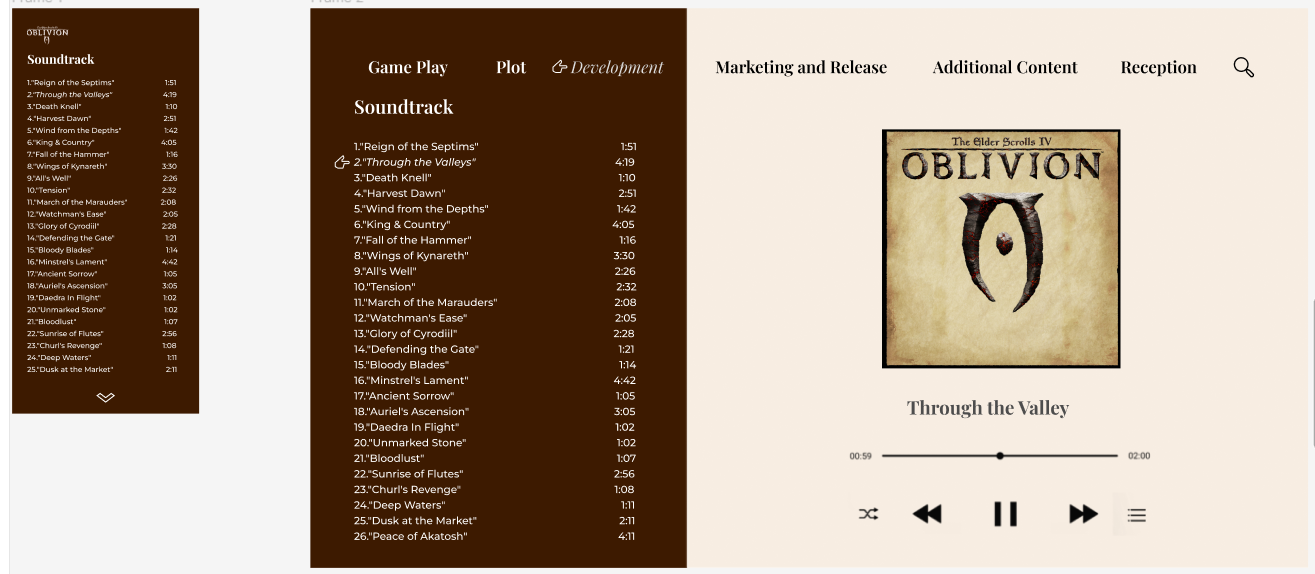 Frame 1
OBLIVION
Soundtrack
1."Reign of the Septims" 1:51
2."Through the Valleys" 4:19
3."Death Knell" 1:10
4."Harvest Dawn" 2:51
5."Wind from the Depths" 1:42
6."King & Country" 4:05
7."Fall of the Hammer" 1:16
8."Wings of Kynareth" 3:30
9."All's Well" 2:26
10."Tension" 2:32
11."March of the Marauders" 2:08
12."Watchman's Ease" 2:05
13."Glory of Cyrodiil" 2:28
14."Defending the Gate" 1:21
15."Bloody Blades" 1:14
16."Minstrel's Lament" 4:42
17."Ancient Sorrow" 1:05
18."Auriel's Ascension" 3:05
19."Daedra In Flight" 1:02
20."Unmarked Stone" 1:02
21."Bloodlust" 1:07
22."Sunrise of Flutes" 2:56
23."Churl's Revenge" 1:08
24."Deep Waters" 1:11
25."Dusk at the Market" 2:11
Frame 2
Game Play Plot Development Marketing and Release Additional Content Reception
Soundtrack
1."Reign of the Septims" 1:51
2."Through the Valleys" 4:19
3."Death Knell" 1:10
4."Harvest Dawn" 2:51
5."Wind from the Depths" 1:42
6."King & Country" 4:05
7."Fall of the Hammer" 1:16
8."Wings of Kynareth" 3:30
9."All's Well" 2:26
10."Tension" 2:32
11."March of the Marauders" 2:08
12."Watchman's Ease" 2:05
13."Glory of Cyrodiil" 2:28
14."Defending the Gate" 1:21
15."Bloody Blades" 1:14
16."Minstrel's Lament" 4:42
17."Ancient Sorrow" 1:05
18."Auriel's Ascension" 3:05
19."Daedra In Flight" 1:02
20."Unmarked Stone" 1:02
21."Bloodlust" 1:07
22."Sunrise of Flutes" 2:56
23."Churl's Revenge" 1:08
24."Deep Waters" 1:11
25."Dusk at the Market" 2:11
26."Peace of Akatosh" 4:11
The Elder Scrolls IV
OBLIVION
Through the Valley
00:59 02:00